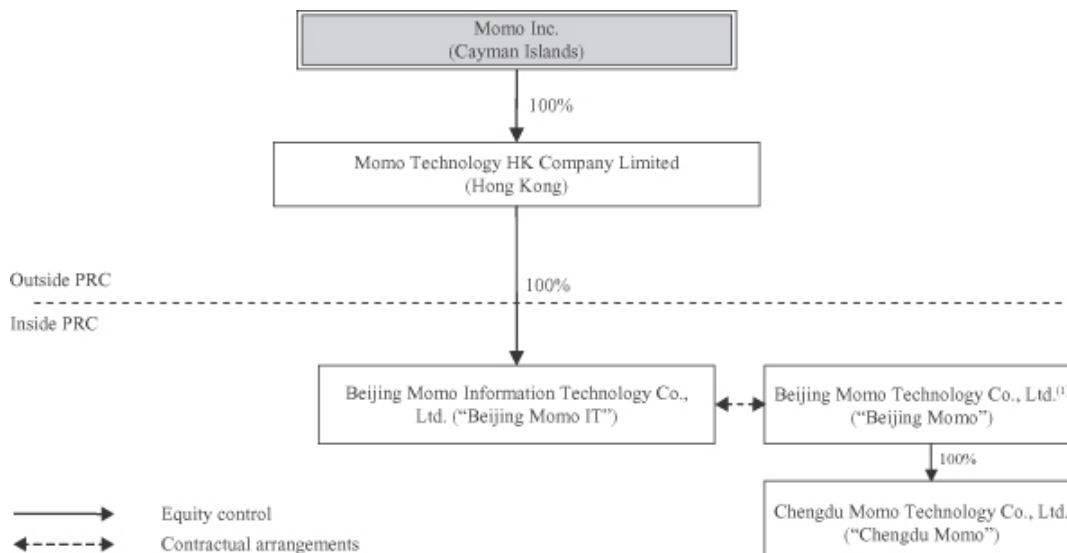 Momo Inc.
(Cayman Islands)
100%
Momo Technology HK Company Limited
(Hong Kong)
Outside PRC
100%
Inside PRC
Beijing Momo Information Technology Co.,
Ltd. (“Beijing Momo IT”)
Beijing Momo Technology Co., Ltd.(1)
(“Beijing Momo”)
100%
Chengdu Momo Technology Co., Ltd.
(“Chengdu Momo”)
Equity control
Contractual arrangements